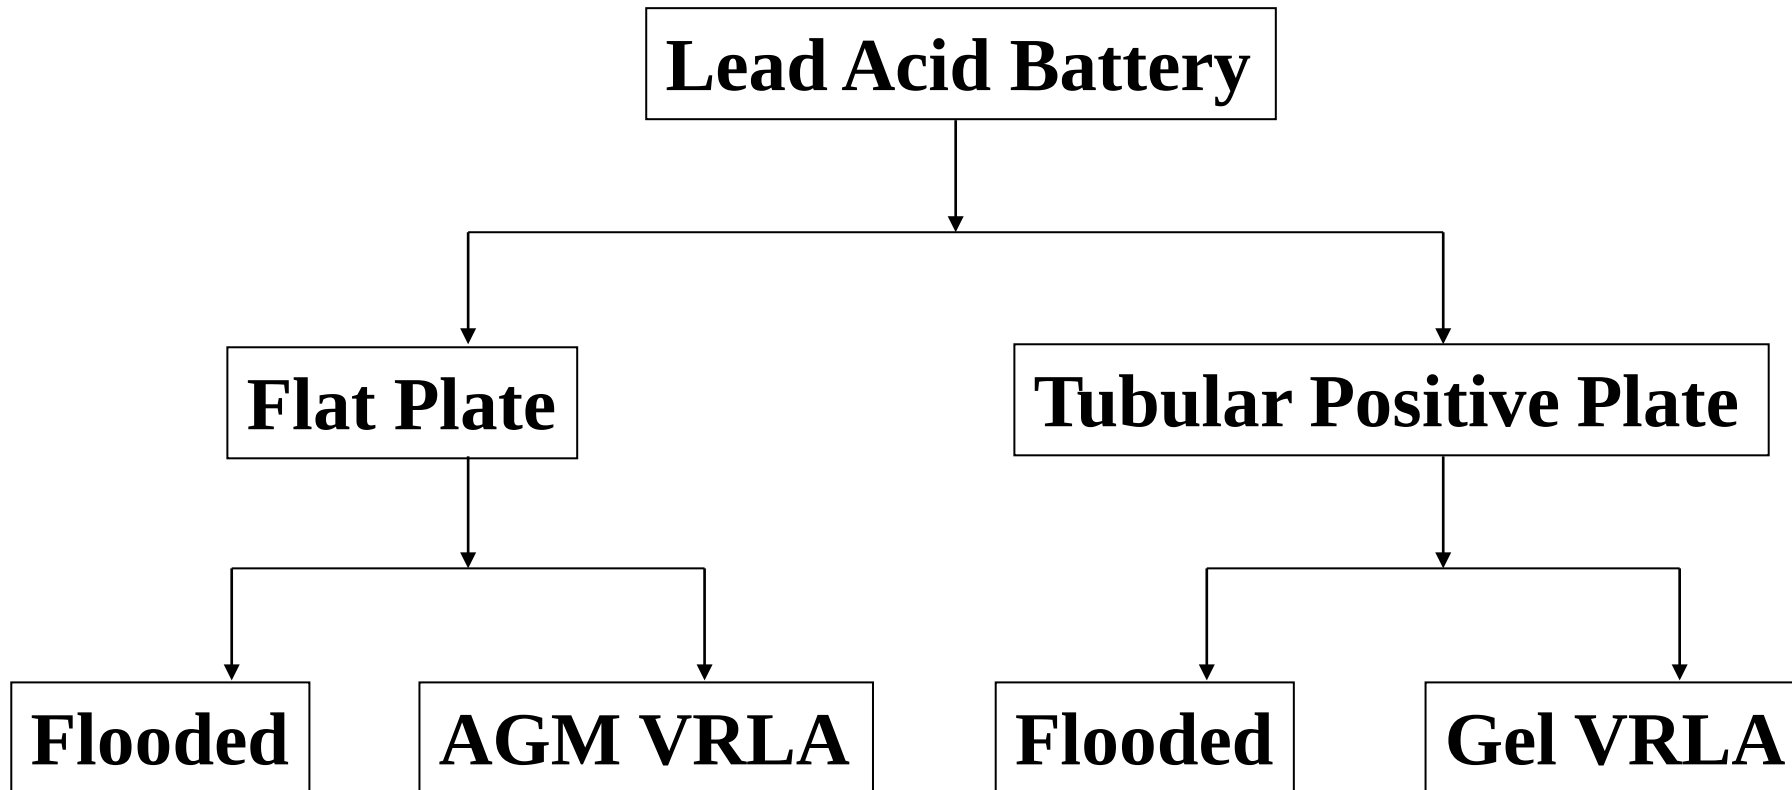 Lead Acid Battery
Flat Plate
Tubular Positive Plate
Flooded
AGM VRLA
Flooded
Gel VRLA